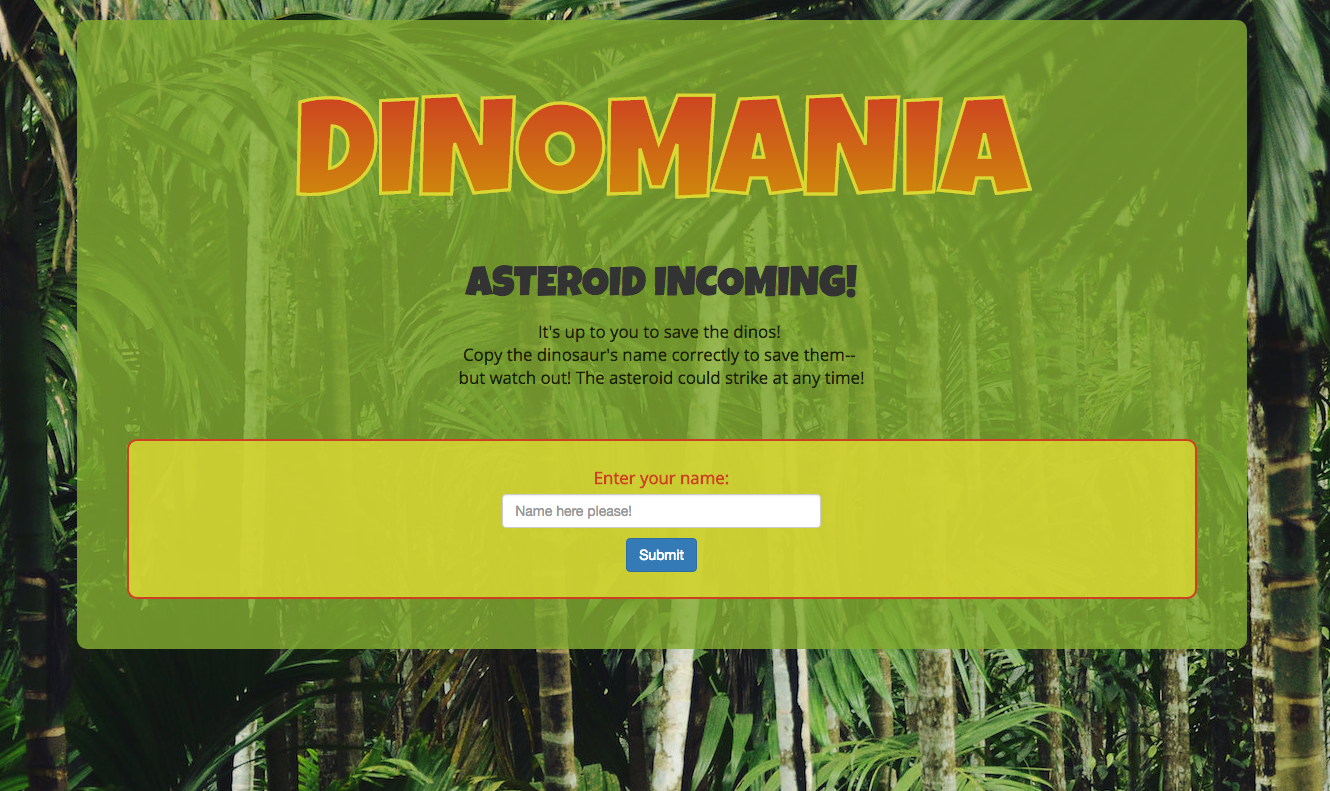 DINOMANIA
ASTEROID INCOMING!
It's up to you to save the dinos!
Copy the dinosaur's name correctly to save them--
but watch out! The asteroid could strike at any time!
Enter your name:
Name here please!
Submit